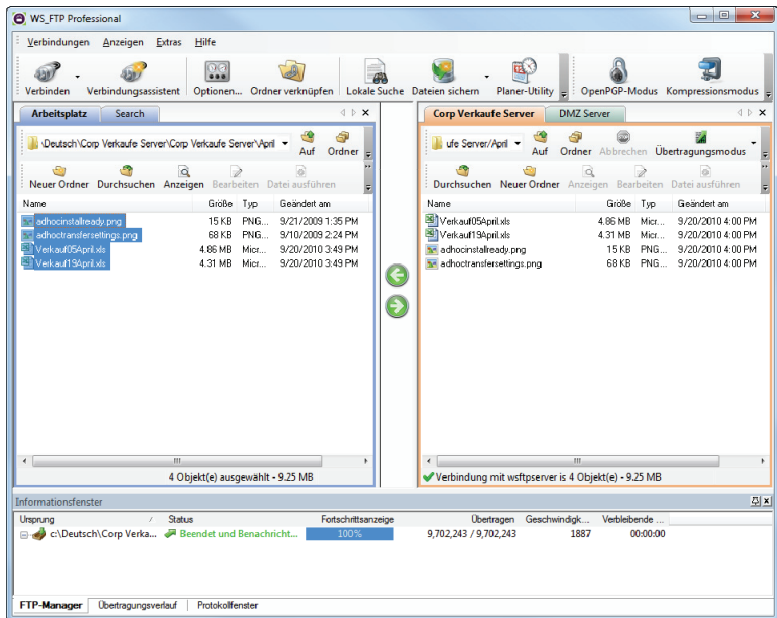 WS_FTP Professional
Verbindungen Anzeigen Extras Hilfe
Verbinden Verbindungsassistent Optionen... Ordner verknüpfen Lokale Suche Dateien sichern Planer-Utility OpenPGP-Modus Kompressionsmodus
Arbeitsplatz Search
\Deutsch\Corp Verkaufe Server\Corp Verkaufe Server\April Auf Ordner
Neuer Ordner Durchsuchen Anzeigen Bearbeiten Datei ausführen
Name Größe Typ Geändert am
adhocinstallready.png 15 KB PNG... 9/21/2009 1:35 PM
adhoctransfersettings.png 68 KB PNG... 9/10/2009 2:24 PM
Verkauf05April.xls 4.86 MB Micr... 9/20/2010 3:49 PM
Verkauf19April.xls 4.31 MB Micr... 9/20/2010 3:49 PM
4 Objekt(e) ausgewählt - 9.25 MB
Corp Verkaufe Server DMZ Server
ufe Server/April Auf Ordner Abbrechen Übertragungsmodus
Durchsuchen Neuer Ordner Anzeigen Bearbeiten Datei ausführen
Name Größe Typ Geändert am
Verkauf05April.xls 4.86 MB Micr... 9/20/2010 4:00 PM
Verkauf19April.xls 4.31 MB Micr... 9/20/2010 4:00 PM
adhocinstallready.png 15 KB PNG... 9/20/2010 4:00 PM
adhoctransfersettings.png 68 KB PNG... 9/20/2010 4:00 PM
Verbindung mit wsftpserver is 4 Objekt(e) - 9.25 MB
Informationsfenster
Ursprung Status Fortschrittsanzeige Übertragen Geschwindigk... Verbleibende ...
c:\Deutsch\Corp Verka... Beendet und Benachricht... 100% 9,702,243 / 9,702,243 1887 00:00:00
FTP-Manager Übertragungsverlauf Protokollfenster